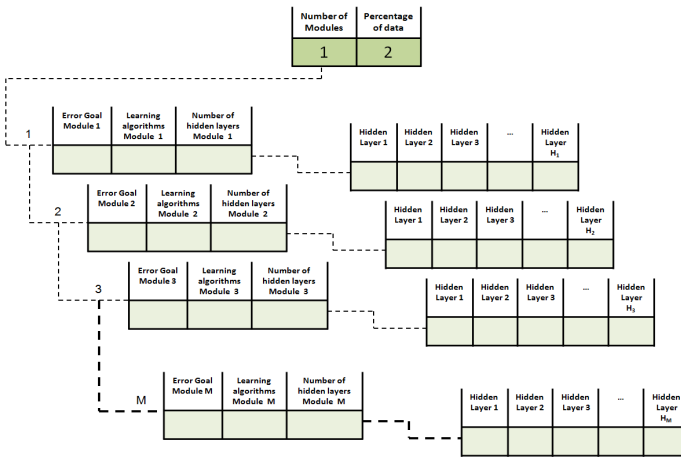 Number of Modules
Percentage of data
1
2
1
Error Goal
Module 1
Learning
algorithms
Module 1
Number of
hidden layers
Module 1
Hidden
Layer 1
Hidden
Layer 2
Hidden
Layer 3
...
Hidden
Layer
H1
2
Error Goal
Module 2
Learning
algorithms
Module 2
Number of
hidden layers
Module 2
Hidden
Layer 1
Hidden
Layer 2
Hidden
Layer 3
...
Hidden
Layer
H2
3
Error Goal
Module 3
Learning
algorithms
Module 3
Number of
hidden layers
Module 3
Hidden
Layer 1
Hidden
Layer 2
Hidden
Layer 3
...
Hidden
Layer
H3
M
Error Goal
Module M
Learning
algorithms
Module M
Number of
hidden layers
Module M
Hidden
Layer 1
Hidden
Layer 2
Hidden
Layer 3
...
Hidden
Layer
HM